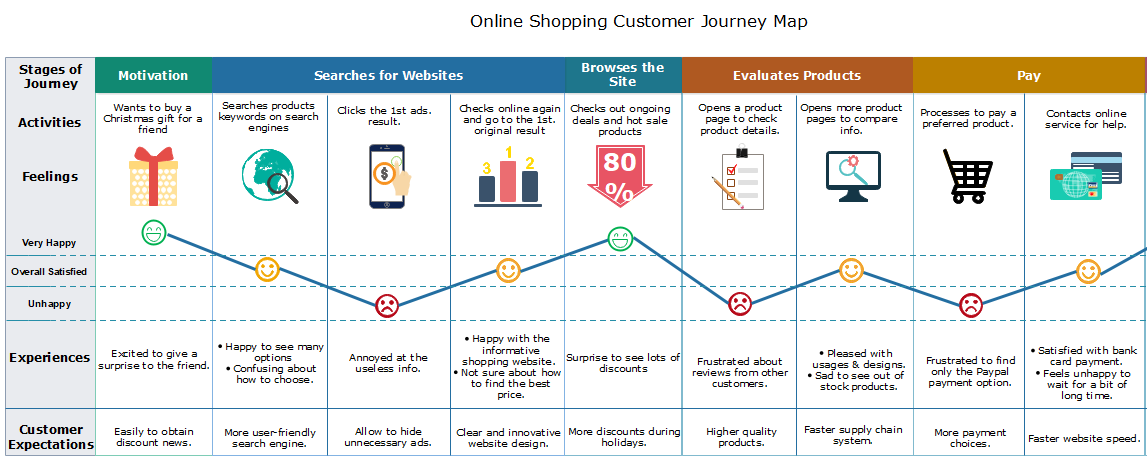 Online Shopping Customer Journey Map
Stages of
Journey
Motivation
Searches for Websites
Browses the
Site
Evaluates Products
Pay
Activities
Wants to buy a
Christmas gift for a
friend
Searches products
keywords on search
engines
Clicks the 1st ads.
result.
Checks online again
and go to the 1st.
original result
Checks out ongoing
deals and hot sale
products
Opens a product
page to check
product details.
Opens more product
pages to compare
info.
Processes to pay a
preferred product.
Contacts online
service for help.
Feelings
$
3
1
2
80
%
Very Happy
Overall Satisfied
Unhappy
Experiences
Excited to give a
surprise to the friend.
• Happy to see many
options
• Confusing about
how to choose.
Annoyed at the
useless info.
• Happy with the
informative
shopping website.
• Not sure about how
to find the best
price.
Surprise to see lots of
discounts
Frustrated about
reviews from other
customers.
• Pleased with
usages & designs.
• Sad to see out of
stock products.
Frustrated to find
only the Paypal
payment option.
• Satisfied with bank
card payment.
• Feels unhappy to
wait for a bit of
long time.
Customer
Expectations
Easily to obtain
discount news.
More user-friendly
search engine.
Allow to hide
unnecessary ads.
Clear and innovative
website design.
More discounts during
holidays.
Higher quality
products.
Faster supply chain
system.
More payment
choices.
Faster website speed.